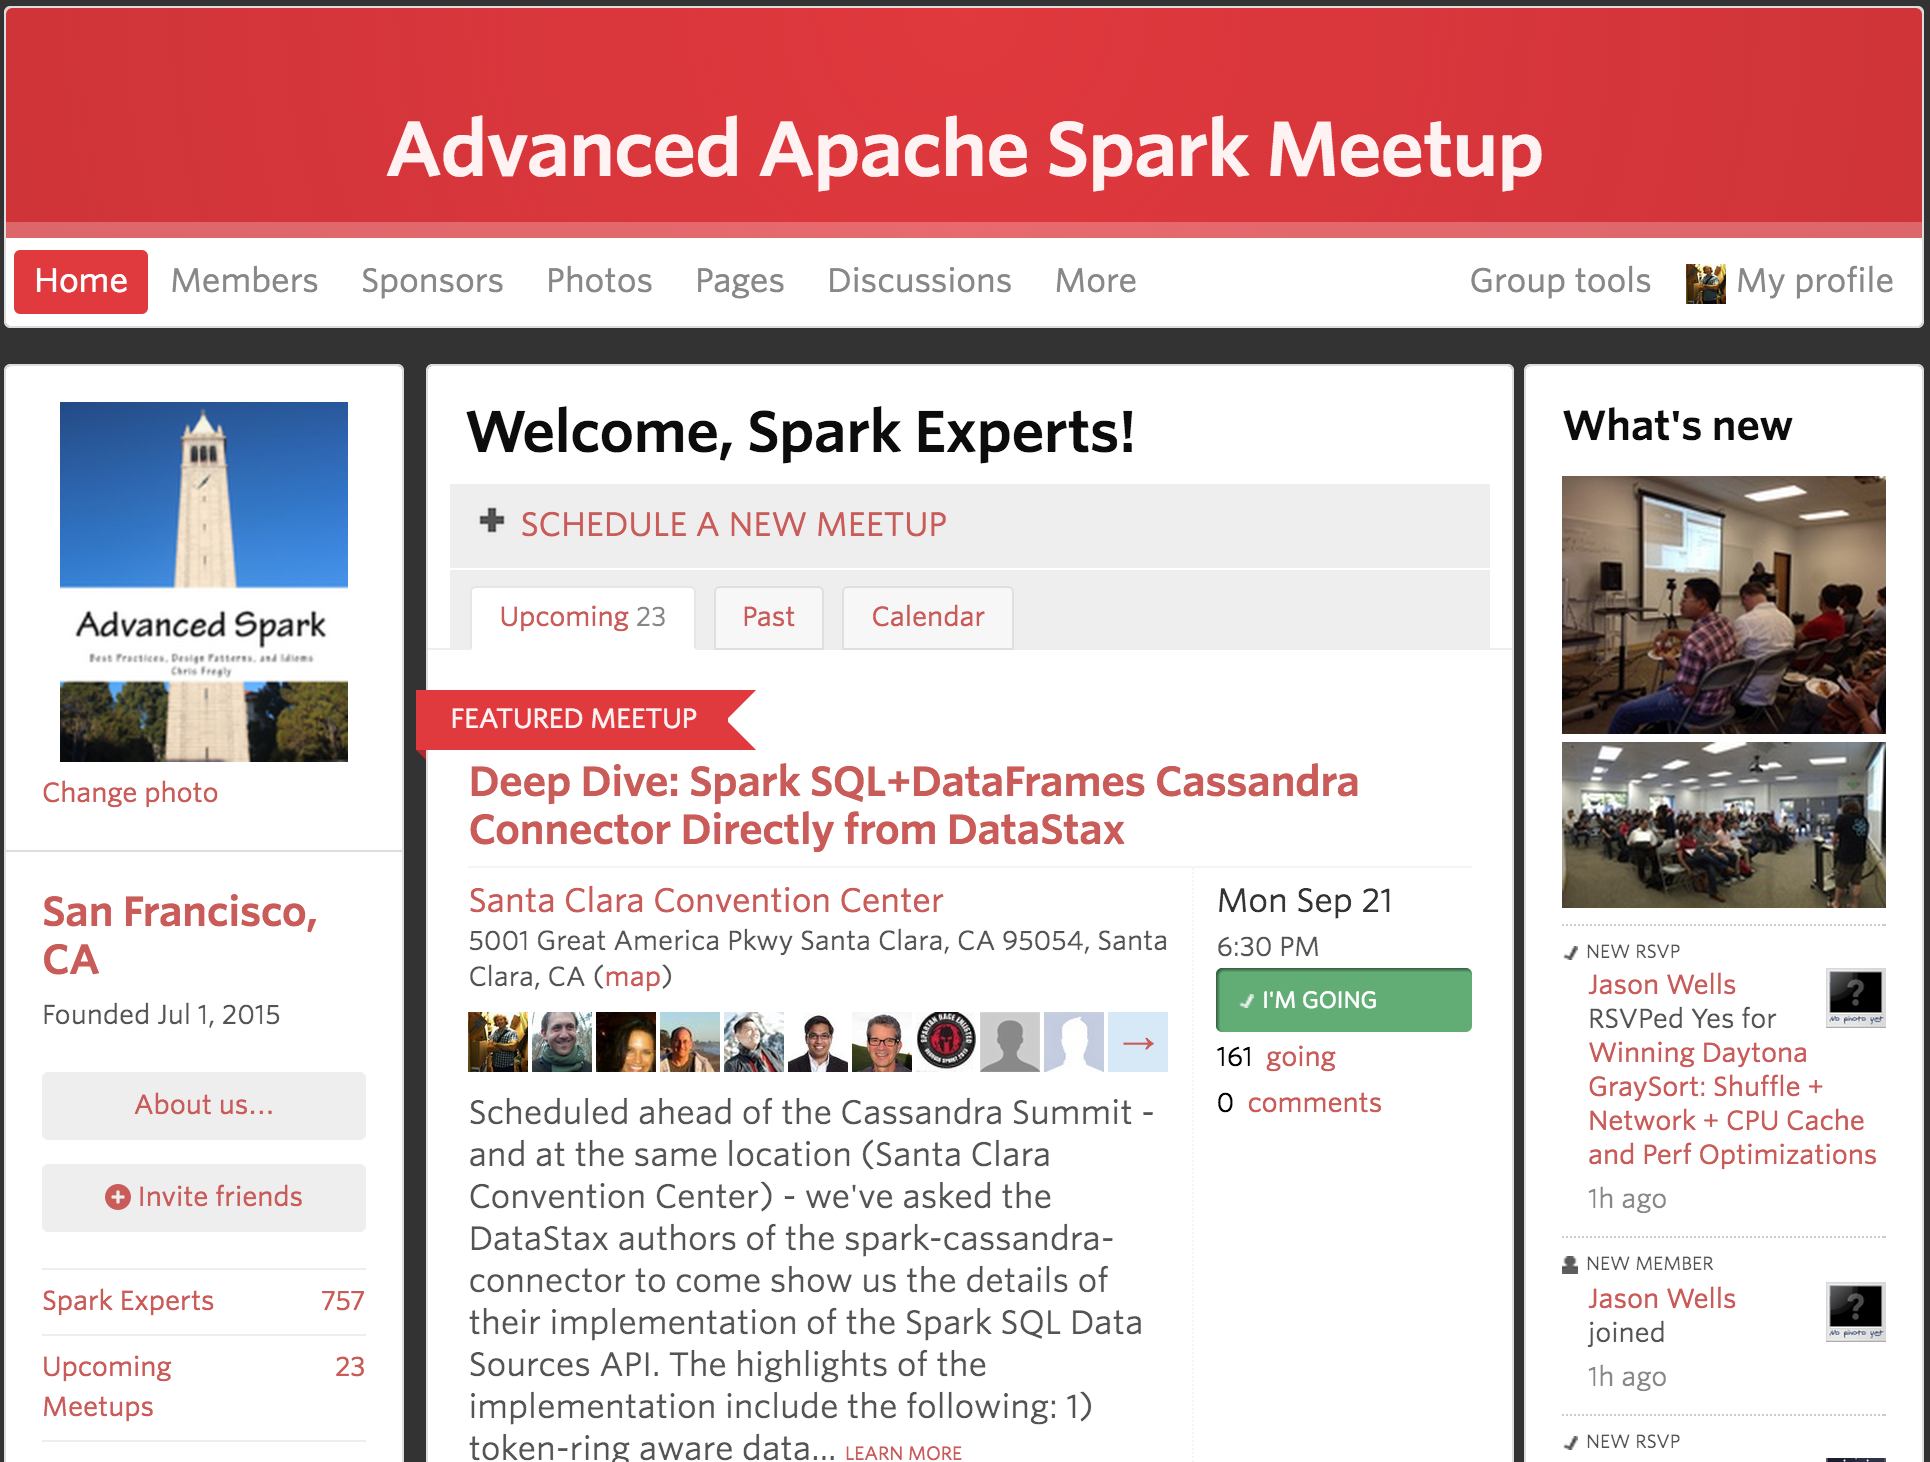 Advanced Apache Spark Meetup
Home Members Sponsors Photos Pages Discussions More Group tools My profile
Advanced Spark
Best Practices, Design Patterns, and Idioms
Chris Fregly
Change photo
San Francisco,
CA
Founded Jul 1, 2015
About us...
Invite friends
Spark Experts 757
Upcoming 23
Meetups
Welcome, Spark Experts!
SCHEDULE A NEW MEETUP
Upcoming 23 Past Calendar
FEATURED MEETUP
Deep Dive: Spark SQL+DataFrames Cassandra
Connector Directly from DataStax
Santa Clara Convention Center
5001 Great America Pkwy Santa Clara, CA 95054, Santa
Clara, CA (map)
SPARTAN RACE
Scheduled ahead of the Cassandra Summit -
and at the same location (Santa Clara
Convention Center) - we've asked the
DataStax authors of the spark-cassandra-
connector to come show us the details of
their implementation of the Spark SQL Data
Sources API. The highlights of the
implementation include the following: 1)
token-ring aware data... LEARN MORE
Mon Sep 21
6:30 PM
I'M GOING
161 going
0 comments
What's new
NEW RSVP
Jason Wells
RSVPed Yes for
Winning Daytona
GraySort: Shuffle +
Network + CPU Cache
and Perf Optimizations
1h ago
?
No photo yet
NEW MEMBER
Jason Wells
joined
1h ago
?
No photo yet
NEW RSVP